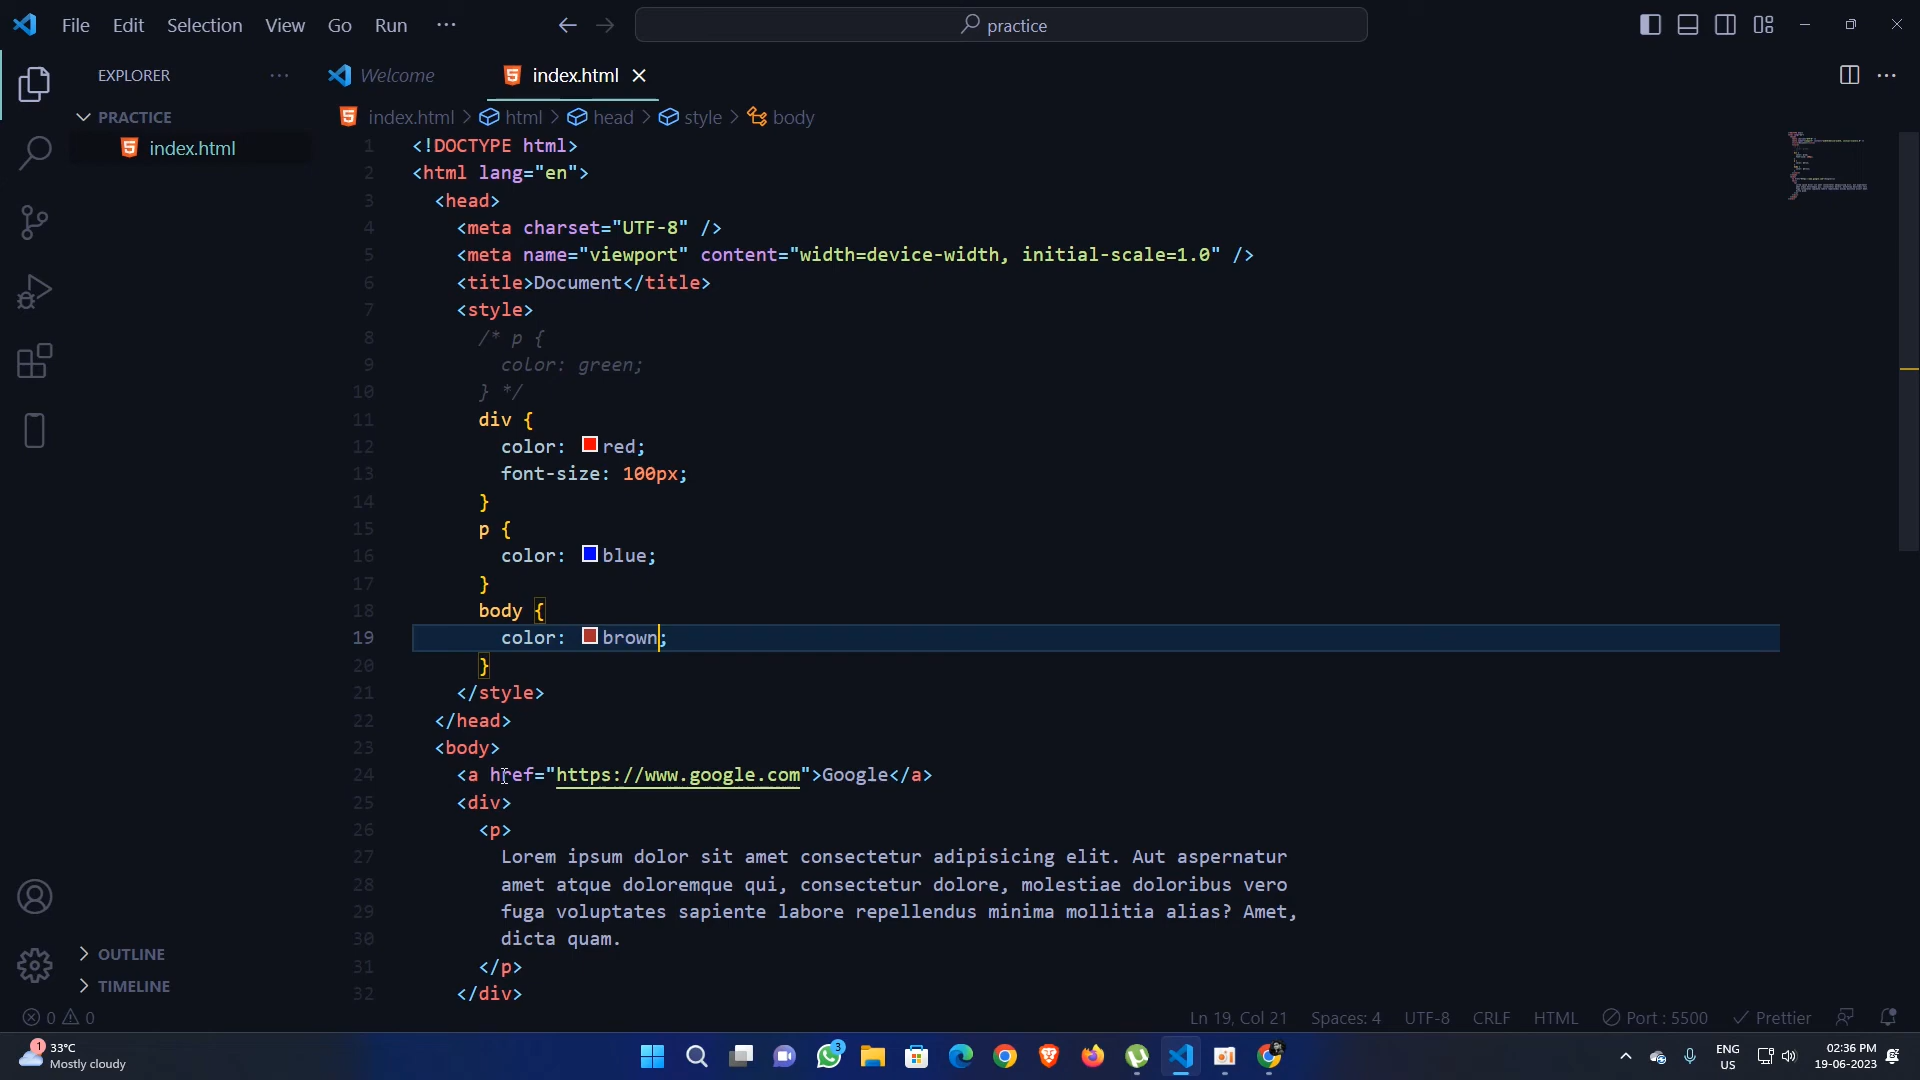 File Edit Selection View Go Run ···
practice
EXPLORER ···
Welcome
index.html
PRACTICE
index.html
index.html > html > head > style > body
1 <!DOCTYPE html>
2 <html lang="en">
3 <head>
4 <meta charset="UTF-8" />
5 <meta name="viewport" content="width=device-width, initial-scale=1.0" />
6 <title>Document</title>
7 <style>
8 /* p {
9 color: green;
10 } */
11 div {
12 color: red;
13 font-size: 100px;
14 }
15 p {
16 color: blue;
17 }
18 body {
19 color: brown;
20 }
21 </style>
22 </head>
23 <body>
24 <a href="https://www.google.com">Google</a>
25 <div>
26 <p>
27 Lorem ipsum dolor sit amet consectetur adipisicing elit. Aut aspernatur
28 amet atque doloremque qui, consectetur dolore, molestiae doloribus vero
29 fuga voluptates sapiente labore repellendus minima mollitia alias? Amet,
30 dicta quam.
31 </p>
32 </div>
OUTLINE
TIMELINE
0 0
Ln 19, Col 21 Spaces: 4 UTF-8 CRLF HTML Port : 5500 Prettier
1
33°C
Mostly cloudy
3
ENG
US
02:36 PM
19-06-2023